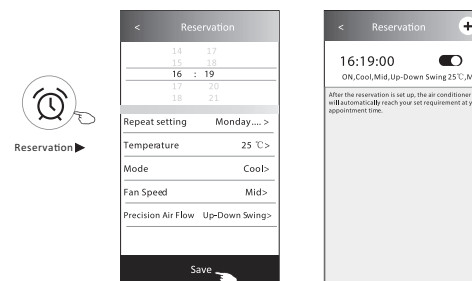 Reservation ▶
< Reservation
14 17
15 18
16 : 19
17 20
18 21
Repeat setting Monday.... >
Temperature 25 ℃>
Mode Cool>
Fan Speed Mid>
Precision Air Flow Up-Down Swing>
Save
< Reservation +
16:19:00
ON,Cool,Mid,Up-Down Swing 25℃,M
After the reservation is set up, the air conditioner
will automatically reach your set requirement at y
appointment time.